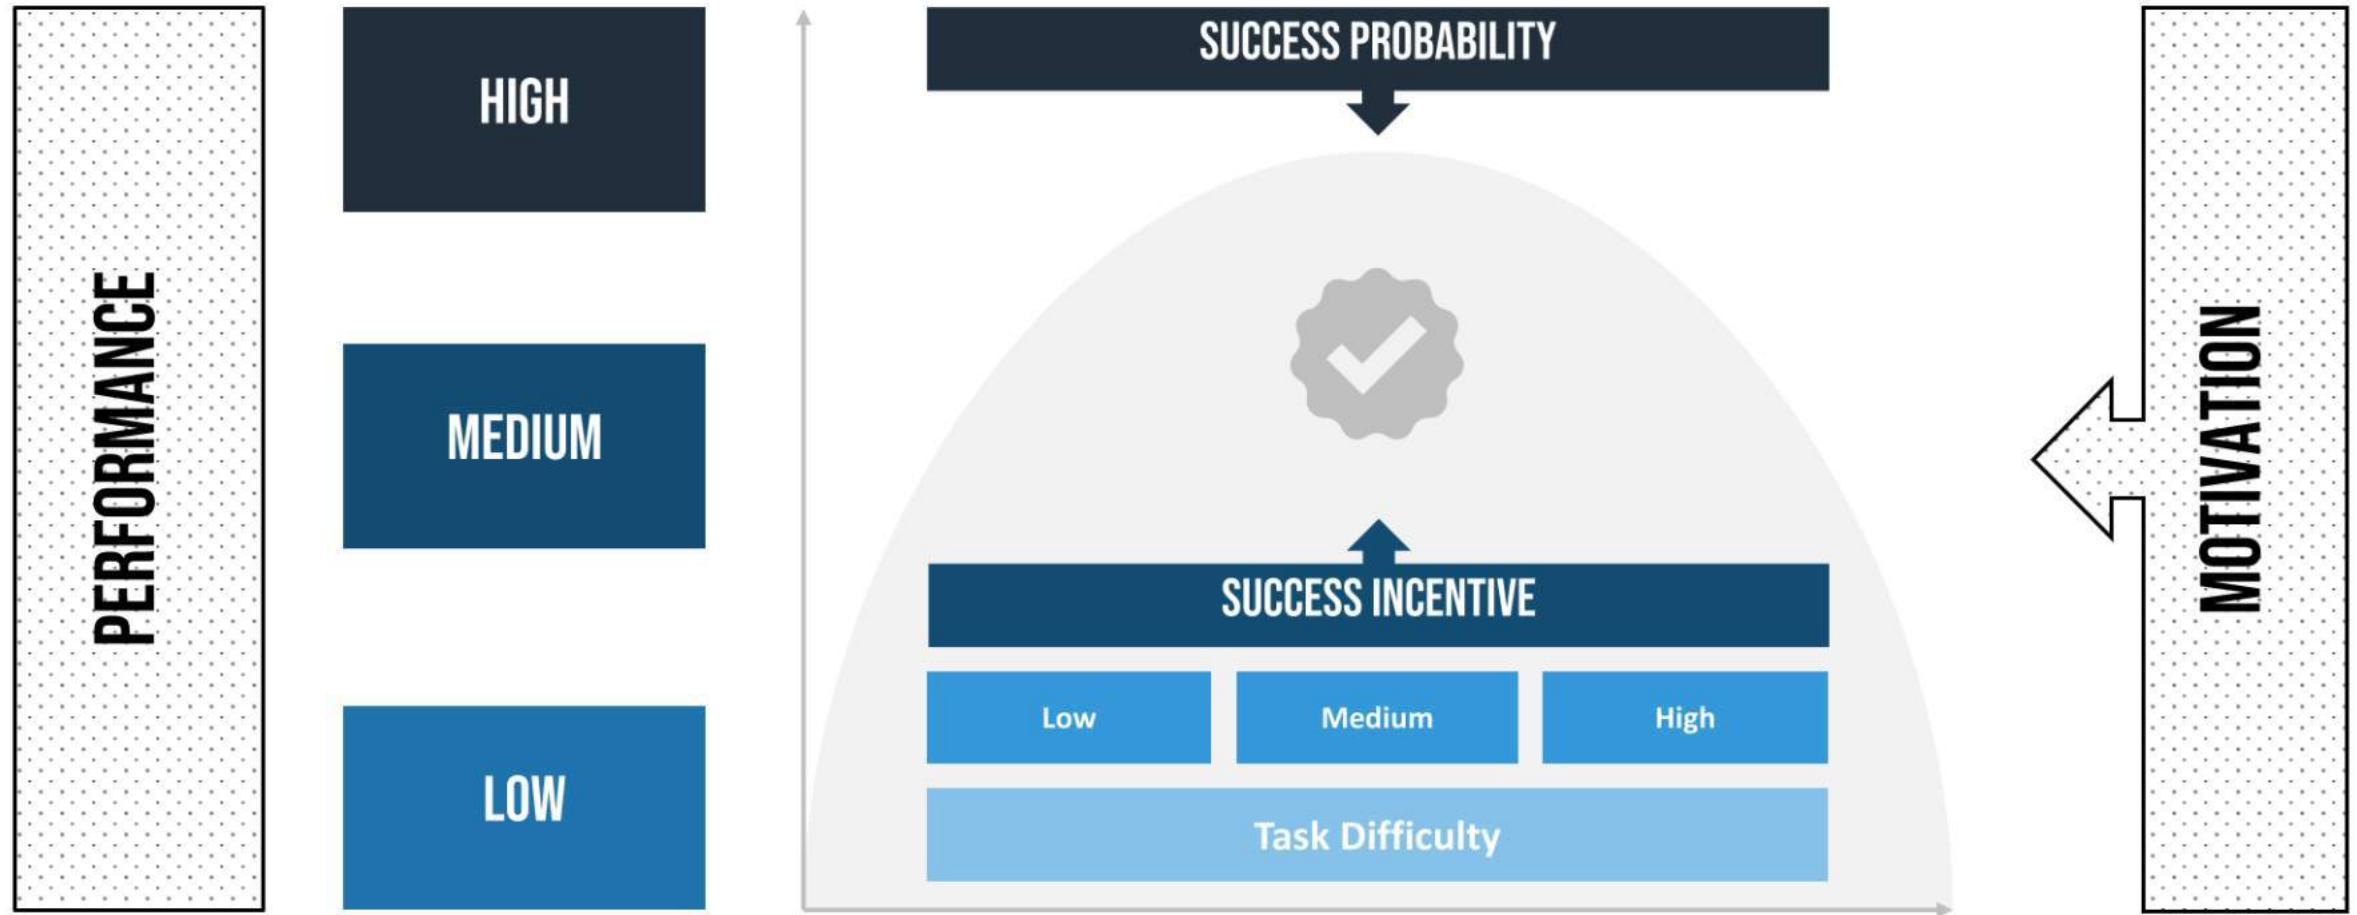 PERFORMANCE
HIGH
MEDIUM
LOW
SUCCESS PROBABILITY
SUCCESS INCENTIVE
Low Medium High
Task Difficulty
MOTIVATION